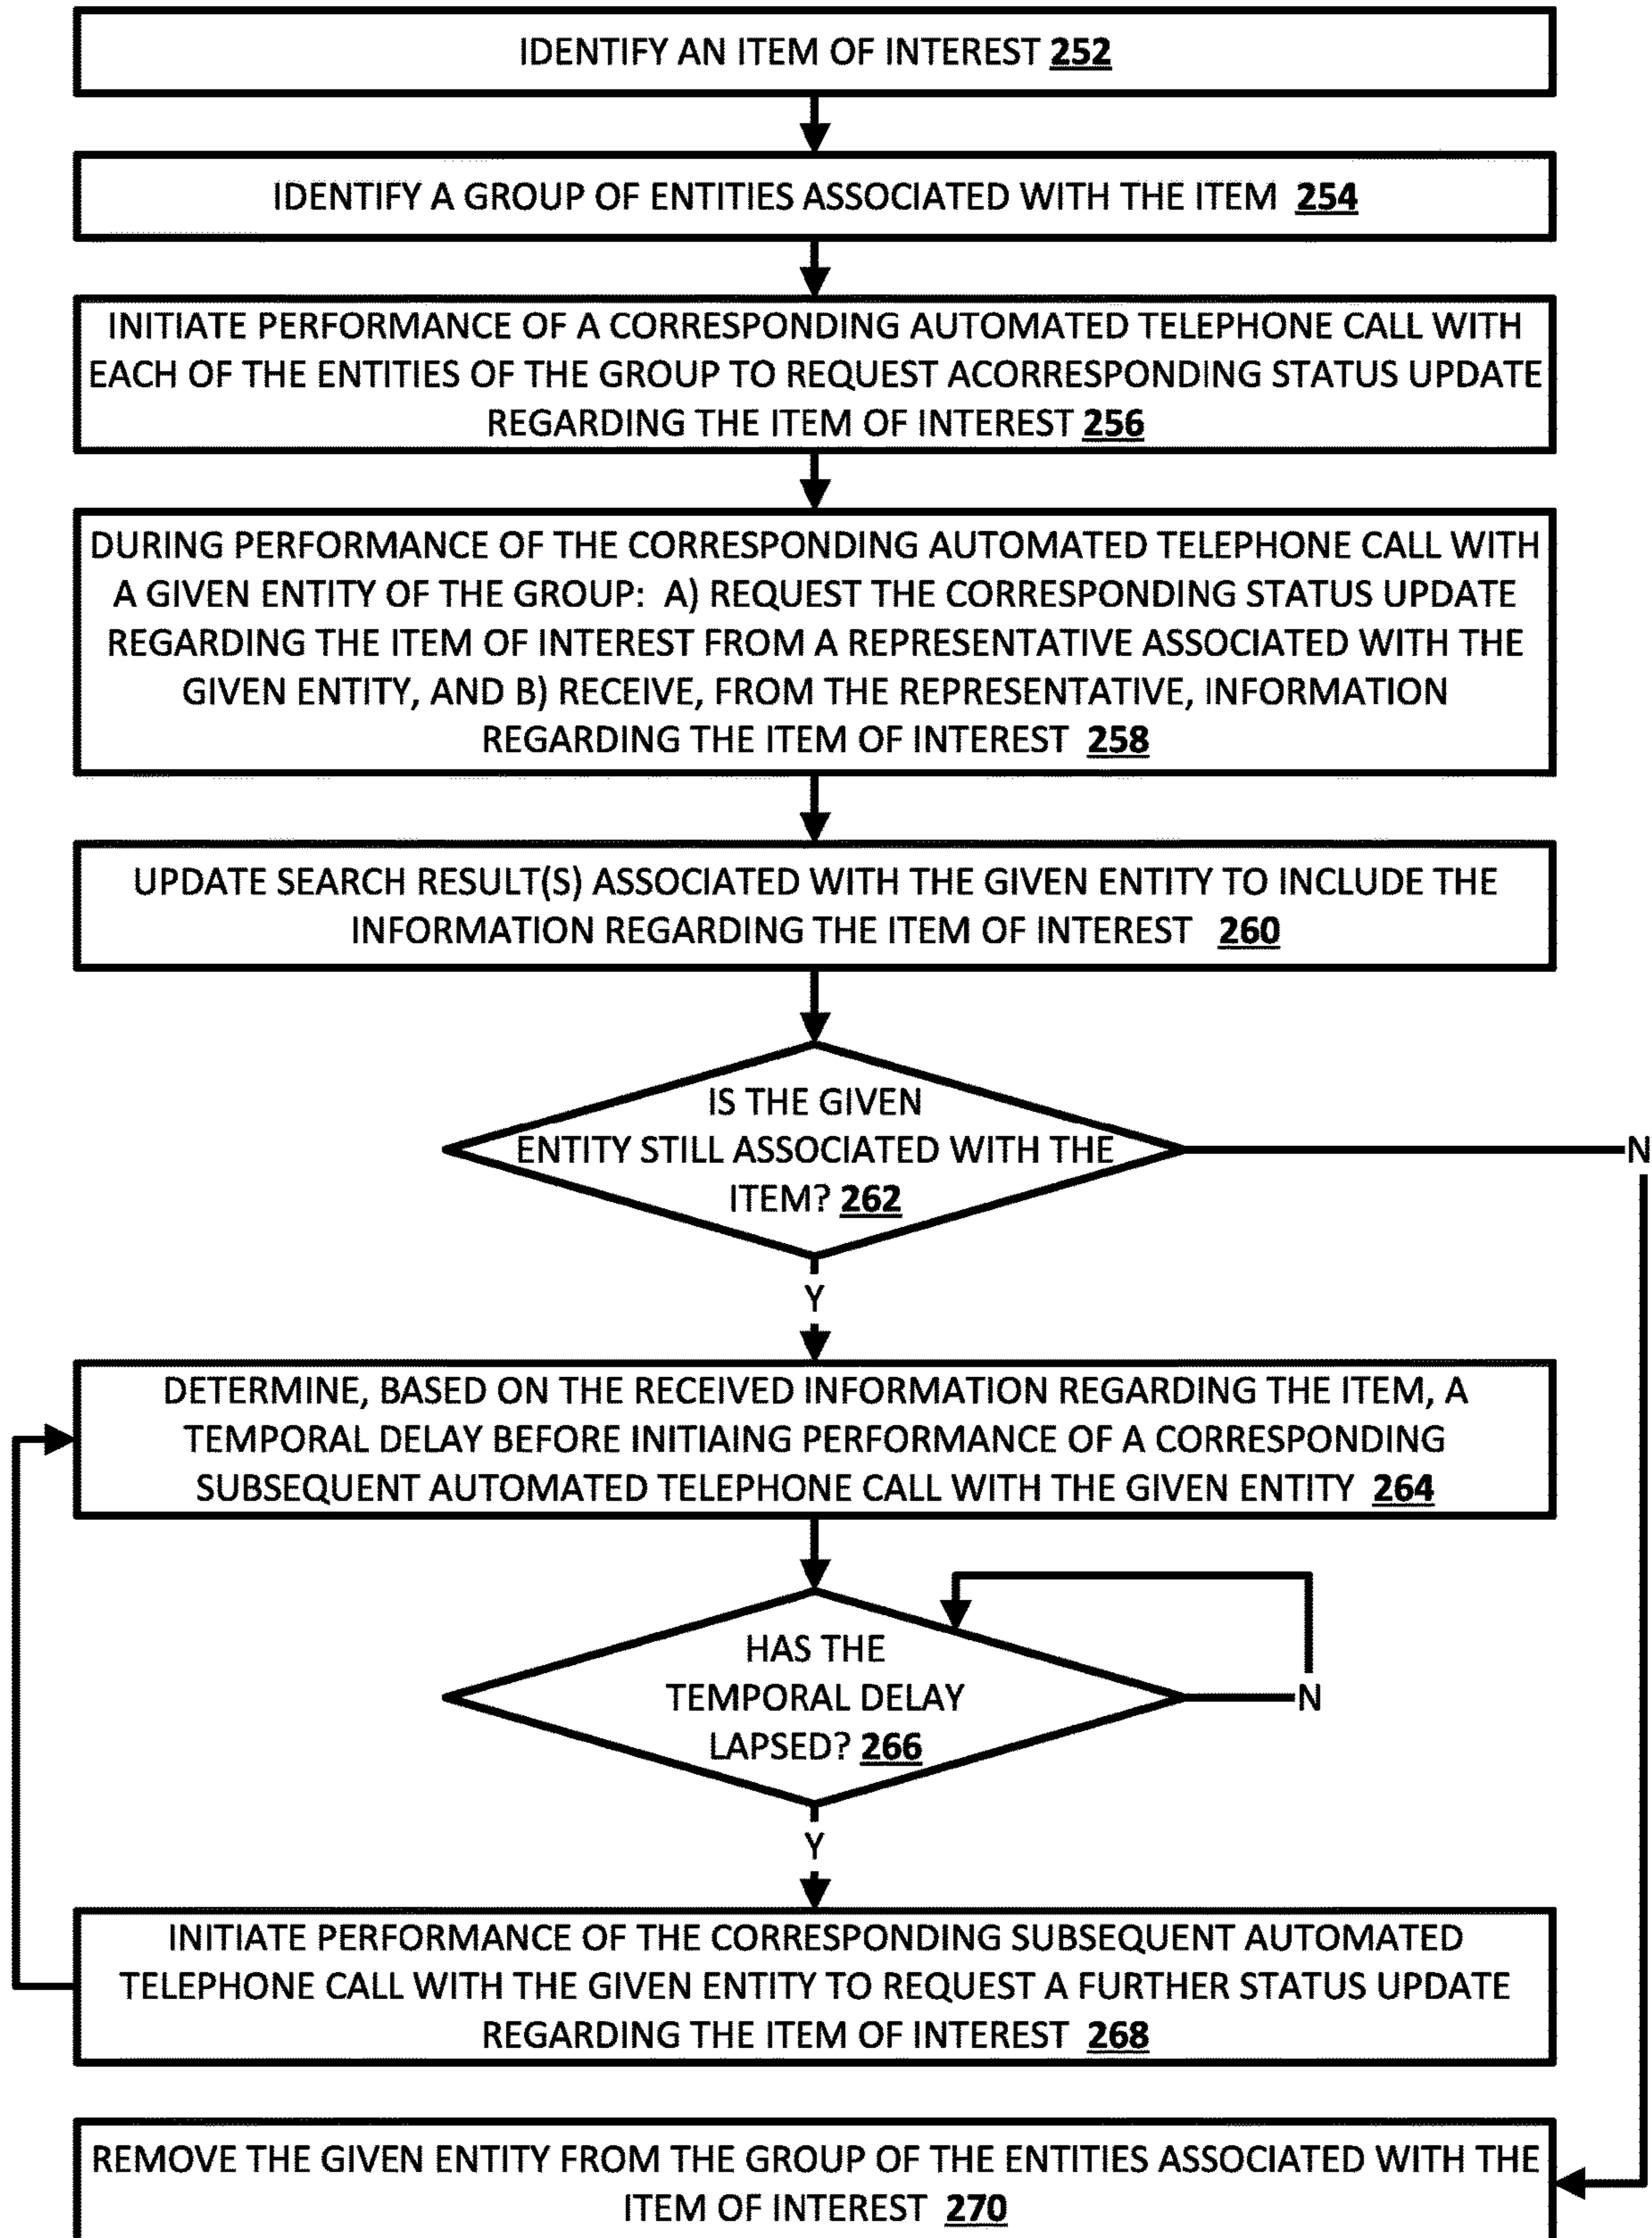 IDENTIFY AN ITEM OF INTEREST 252
IDENTIFY A GROUP OF ENTITIES ASSOCIATED WITH THE ITEM 254
INITIATE PERFORMANCE OF A CORRESPONDING AUTOMATED TELEPHONE CALL WITH
EACH OF THE ENTITIES OF THE GROUP TO REQUEST ACORRESPONDING STATUS UPDATE
REGARDING THE ITEM OF INTEREST 256
DURING PERFORMANCE OF THE CORRESPONDING AUTOMATED TELEPHONE CALL WITH
A GIVEN ENTITY OF THE GROUP: A) REQUEST THE CORRESPONDING STATUS UPDATE
REGARDING THE ITEM OF INTEREST FROM A REPRESENTATIVE ASSOCIATED WITH THE
GIVEN ENTITY, AND B) RECEIVE, FROM THE REPRESENTATIVE, INFORMATION
REGARDING THE ITEM OF INTEREST 258
UPDATE SEARCH RESULT(S) ASSOCIATED WITH THE GIVEN ENTITY TO INCLUDE THE
INFORMATION REGARDING THE ITEM OF INTEREST 260
IS THE GIVEN
ENTITY STILL ASSOCIATED WITH THE
ITEM? 262
N
Y
DETERMINE, BASED ON THE RECEIVED INFORMATION REGARDING THE ITEM, A
TEMPORAL DELAY BEFORE INITIAING PERFORMANCE OF A CORRESPONDING
SUBSEQUENT AUTOMATED TELEPHONE CALL WITH THE GIVEN ENTITY 264
HAS THE
TEMPORAL DELAY
LAPSED? 266
N
Y
INITIATE PERFORMANCE OF THE CORRESPONDING SUBSEQUENT AUTOMATED
TELEPHONE CALL WITH THE GIVEN ENTITY TO REQUEST A FURTHER STATUS UPDATE
REGARDING THE ITEM OF INTEREST 268
REMOVE THE GIVEN ENTITY FROM THE GROUP OF THE ENTITIES ASSOCIATED WITH THE
ITEM OF INTEREST 270